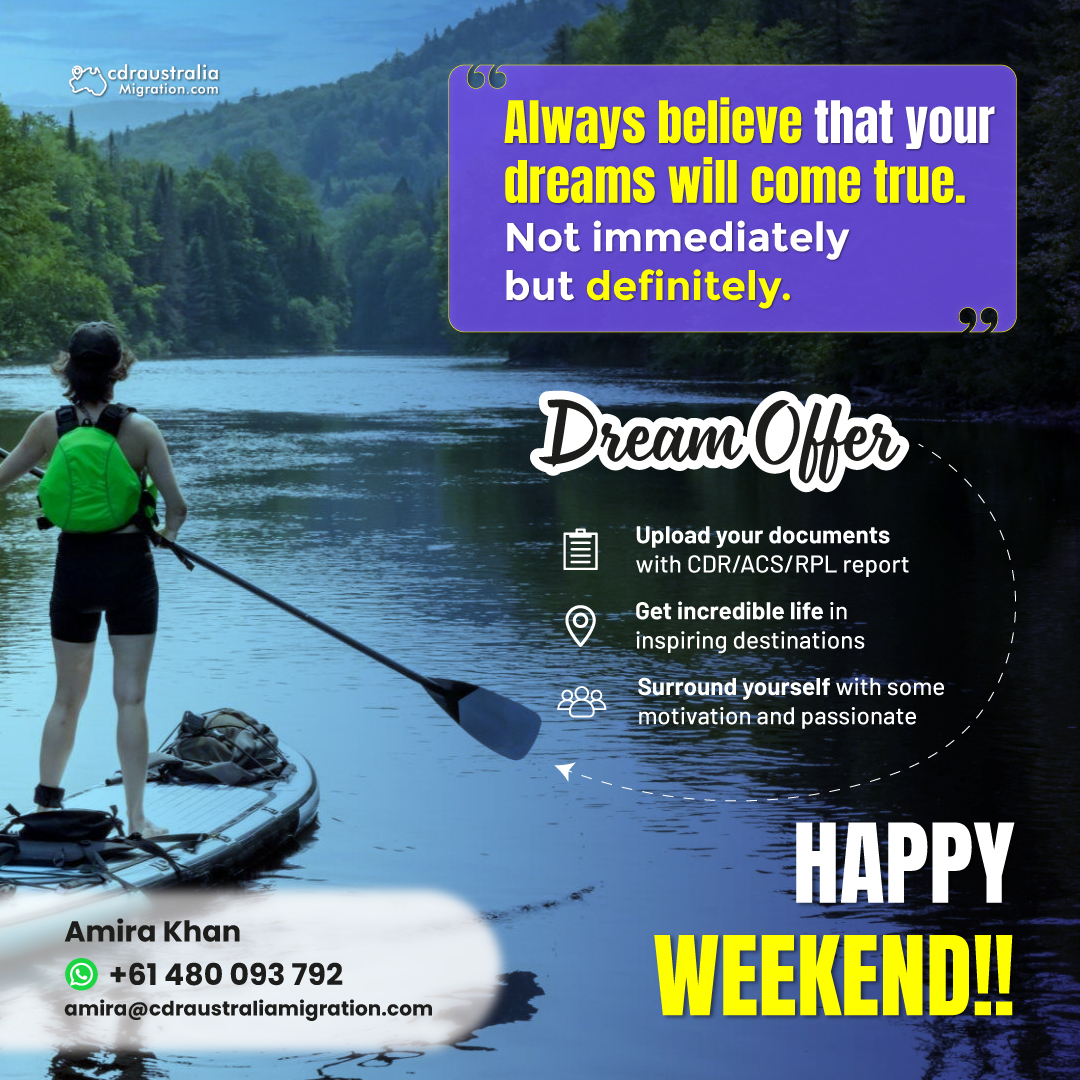 cdraustralia
Migration.com
“
Always believe that your
dreams will come true.
Not immediately
but definitely.
”
Dream Offer
Upload your documents
with CDR/ACS/RPL report
Get incredible life in
inspiring destinations
Surround yourself with some
motivation and passionate
HAPPY
WEEKEND!!
Amira Khan
+61 480 093 792
amira@cdraustraliamigration.com